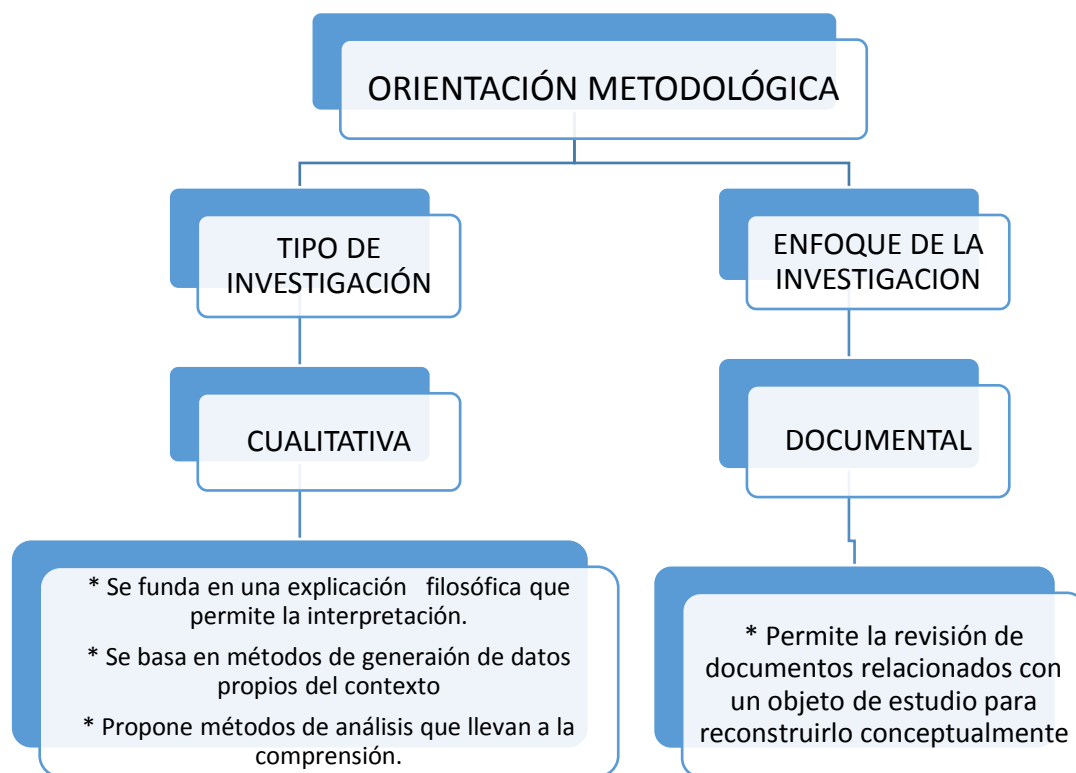 ORIENTACIÓN METODOLÓGICA
TIPO DE
INVESTIGACIÓN
ENFOQUE DE LA
INVESTIGACION
CUALITATIVA
DOCUMENTAL
* Se funda en una explicación filosófica que
permite la interpretación.
* Se basa en métodos de generaión de datos
propios del contexto
* Propone métodos de análisis que llevan a la
comprensión.
* Permite la revisión de
documentos relacionados con
un objeto de estudio para
reconstruirlo conceptualmente